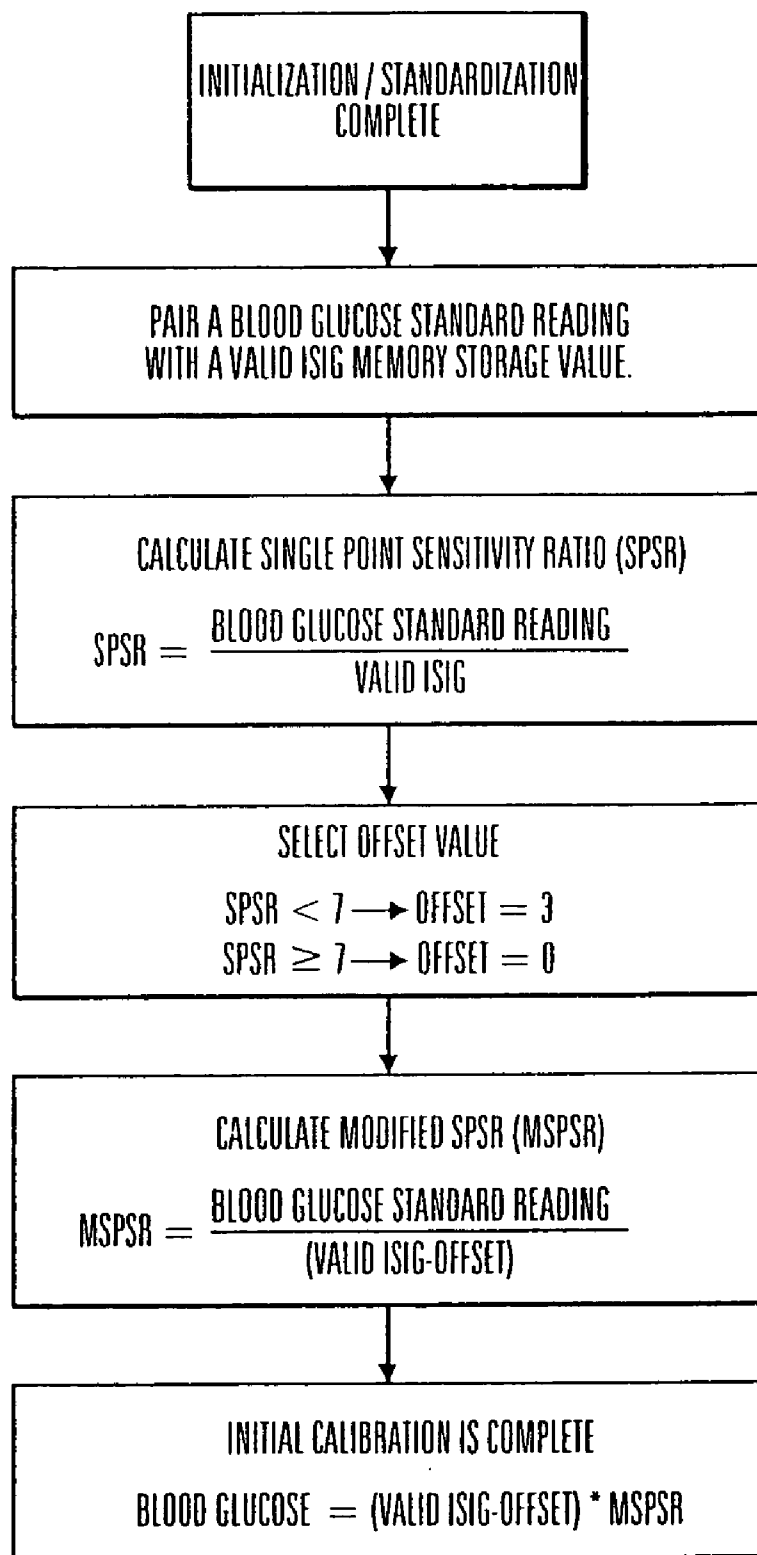 INITIALIZATION / STANDARDIZATION
COMPLETE
PAIR A BLOOD GLUCOSE STANDARD READING
WITH A VALID ISIG MEMORY STORAGE VALUE.
CALCULATE SINGLE POINT SENSITIVITY RATIO (SPSR)
SPSR = BLOOD GLUCOSE STANDARD READING
VALID ISIG
SELECT OFFSET VALUE
SPSR < 7 → OFFSET = 3
SPSR ≥ 7 → OFFSET = 0
CALCULATE MODIFIED SPSR (MSPSR)
MSPSR = BLOOD GLUCOSE STANDARD READING
(VALID ISIG-OFFSET)
INITIAL CALIBRATION IS COMPLETE
BLOOD GLUCOSE = (VALID ISIG-OFFSET) * MSPSR